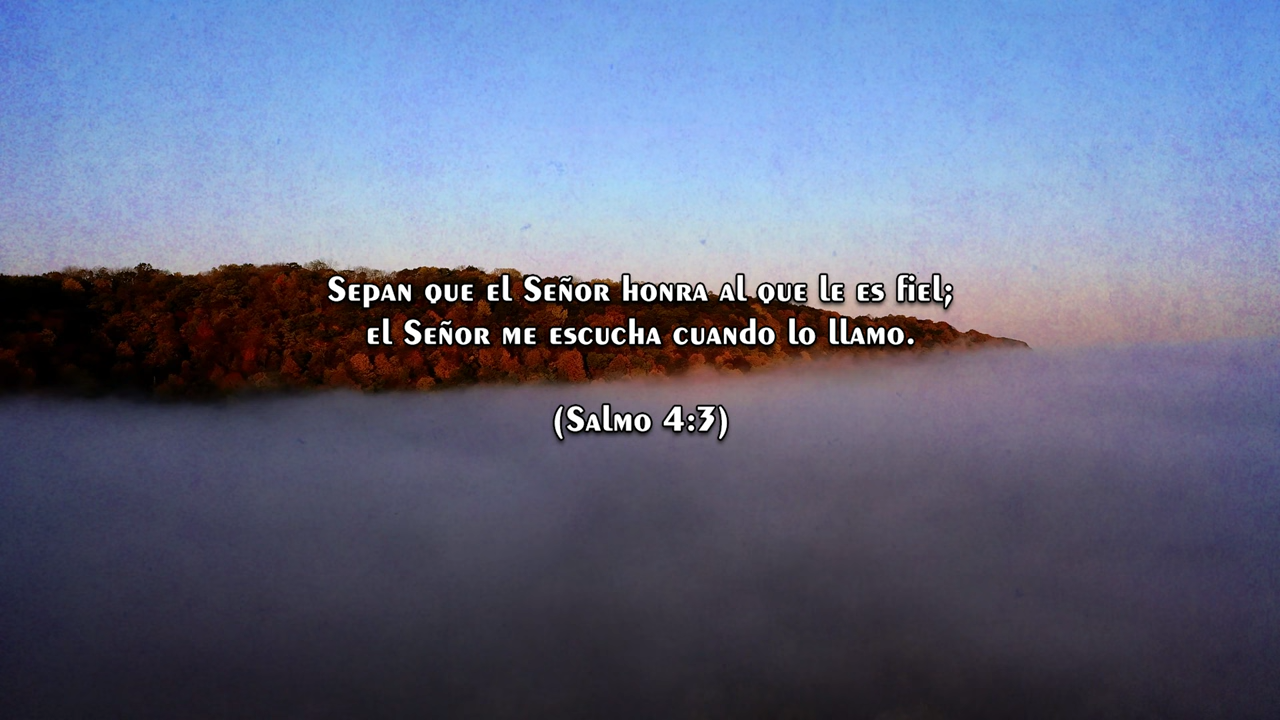 Sepan que el Señor honra al que le es fiel;
el Señor me escucha cuando lo llamo.
(Salmo 4:3)